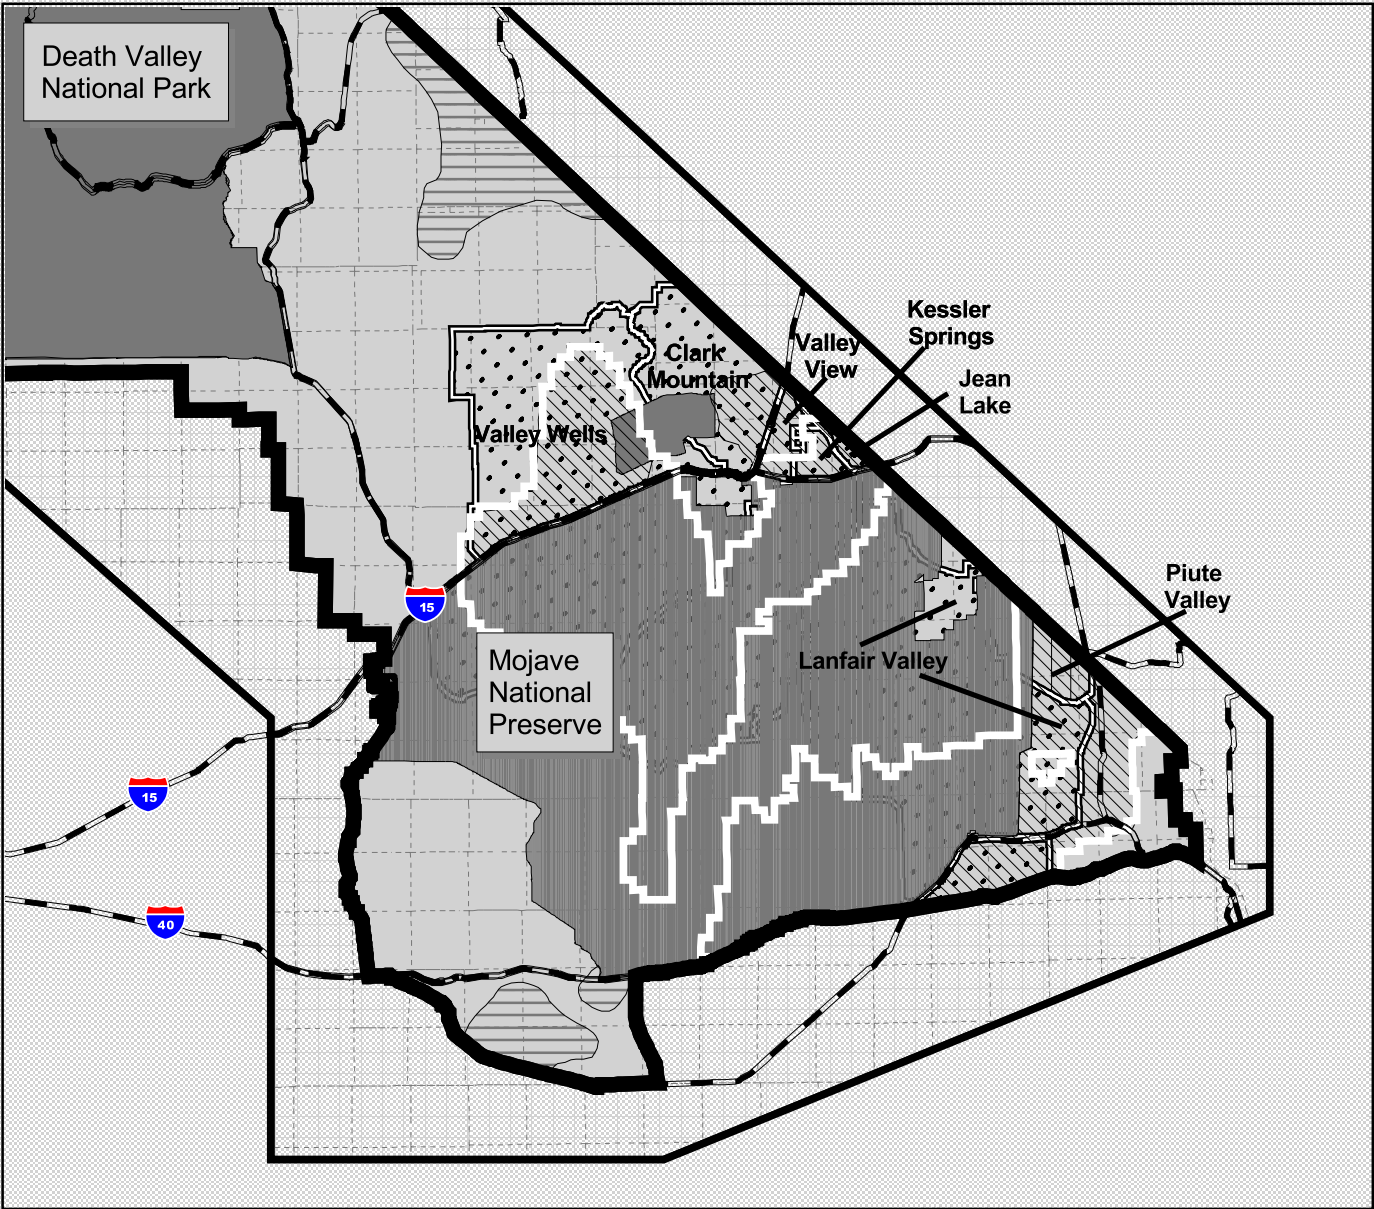 Death Valley
National Park
Kessler
Springs
Valley
View
Clark
Mountain
Jean
Lake
Valley Wells
Piute
Valley
15
Mojave
National
Preserve
Lanfair Valley
15
40